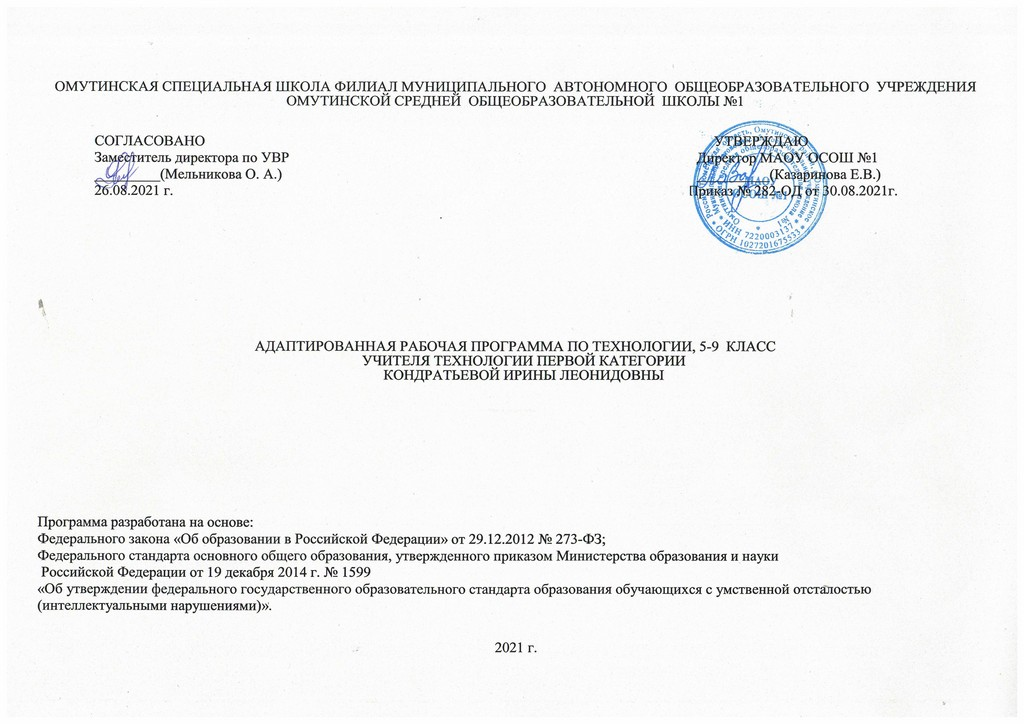 ОМУТИНСКАЯ СПЕЦИАЛЬНАЯ ШКОЛА ФИЛИАЛ МУНИЦИПАЛЬНОГО АВТОНОМНОГО ОБЩЕОБРАЗОВАТЕЛЬНОГО УЧРЕЖДЕНИЯ
ОМУТИНСКОЙ СРЕДНЕЙ ОБЩЕОБРАЗОВАТЕЛЬНОЙ ШКОЛЫ №1
СОГЛАСОВАНО
Заместитель директора по УВР
(Мельникова О. А.)
26.08.2021 г.
УТВЕРЖДАЮ
Директор МАОУ ОСОШ №1
(Казаринова Е.В.)
Приказ № 282-ОД от 30.08.2021г.
ИНН 7220003137
ОГРН 1027201675533
АДАПТИРОВАННАЯ РАБОЧАЯ ПРОГРАММА ПО ТЕХНОЛОГИИ, 5-9 КЛАСС
УЧИТЕЛЯ ТЕХНОЛОГИИ ПЕРВОЙ КАТЕГОРИИ
КОНДРАТЬЕВОЙ ИРИНЫ ЛЕОНИДОВНЫ
Программа разработана на основе:
Федерального закона «Об образовании в Российской Федерации» от 29.12.2012 № 273-ФЗ;
Федерального стандарта основного общего образования, утвержденного приказом Министерства образования и науки
Российской Федерации от 19 декабря 2014 г. № 1599
«Об утверждении федерального государственного образовательного стандарта образования обучающихся с умственной отсталостью
(интеллектуальными нарушениями)».
2021 г.